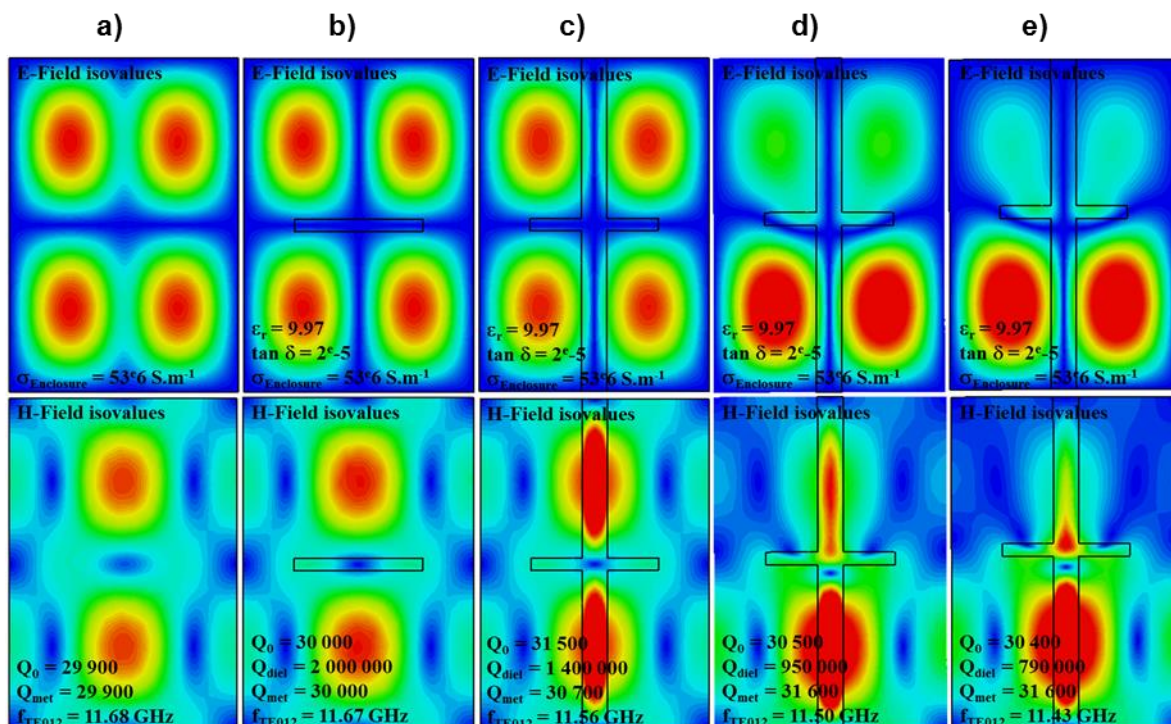 a) b) c) d) e)
E-Field isovalues
E-Field isovalues
εr = 9.97
tan δ = 2e-5
σEnclosure = 53e6 S.m-1
E-Field isovalues
εr = 9.97
tan δ = 2e-5
σEnclosure = 53e6 S.m-1
E-Field isovalues
εr = 9.97
tan δ = 2e-5
σEnclosure = 53e6 S.m-1
E-Field isovalues
εr = 9.97
tan δ = 2e-5
σEnclosure = 53e6 S.m-1
H-Field isovalues
Q0 = 29 900
Qmet = 29 900
fTE012 = 11.68 GHz
H-Field isovalues
Q0 = 30 000
Qdiel = 2 000 000
Qmet = 30 000
fTE012 = 11.67 GHz
H-Field isovalues
Q0 = 31 500
Qdiel = 1 400 000
Qmet = 30 700
fTE012 = 11.56 GHz
H-Field isovalues
Q0 = 30 500
Qdiel = 950 000
Qmet = 31 600
fTE012 = 11.50 GHz
H-Field isovalues
Q0 = 30 400
Qdiel = 790 000
Qmet = 31 600
fTE012 = 11.43 GHz